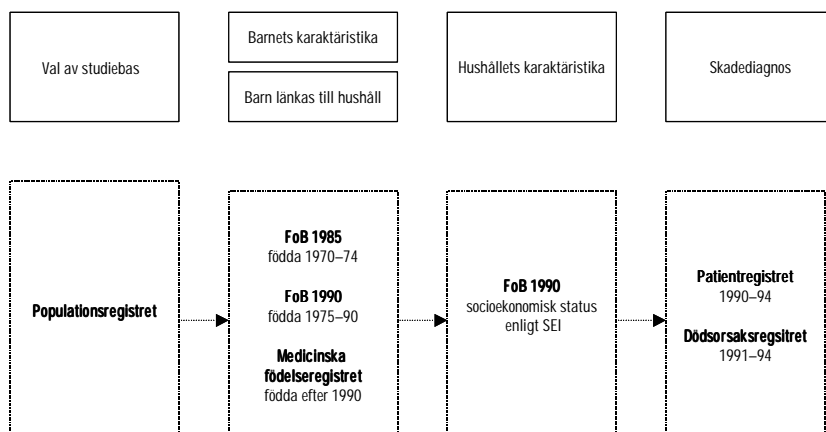 Val av studiebas
Barnets karaktäristika
Barn länkas till hushåll
Hushållets karaktäristika
Skadediagnos
Populationsregistret
FoB 1985
födda 1970–74
FoB 1990
födda 1975–90
Medicinska
födelseregistret
födda efter 1990
FoB 1990
socioekonomisk status
enligt SEI
Patientregistret
1990–94
Dödsorsaksregsitret
1991–94